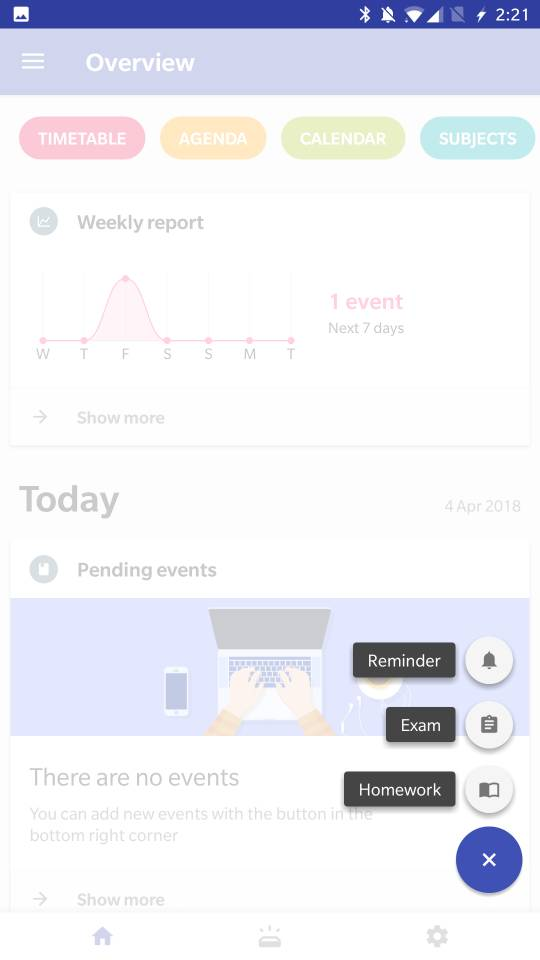 2:21
Overview
TIMETABLE AGENDA CALENDAR SUBJECTS
Weekly report
1 event
Next 7 days
W T F S S M T
Show more
Today
4 Apr 2018
Pending events
Reminder
Exam
There are no events
Homework
You can add new events with the button in the
bottom right corner
Show more